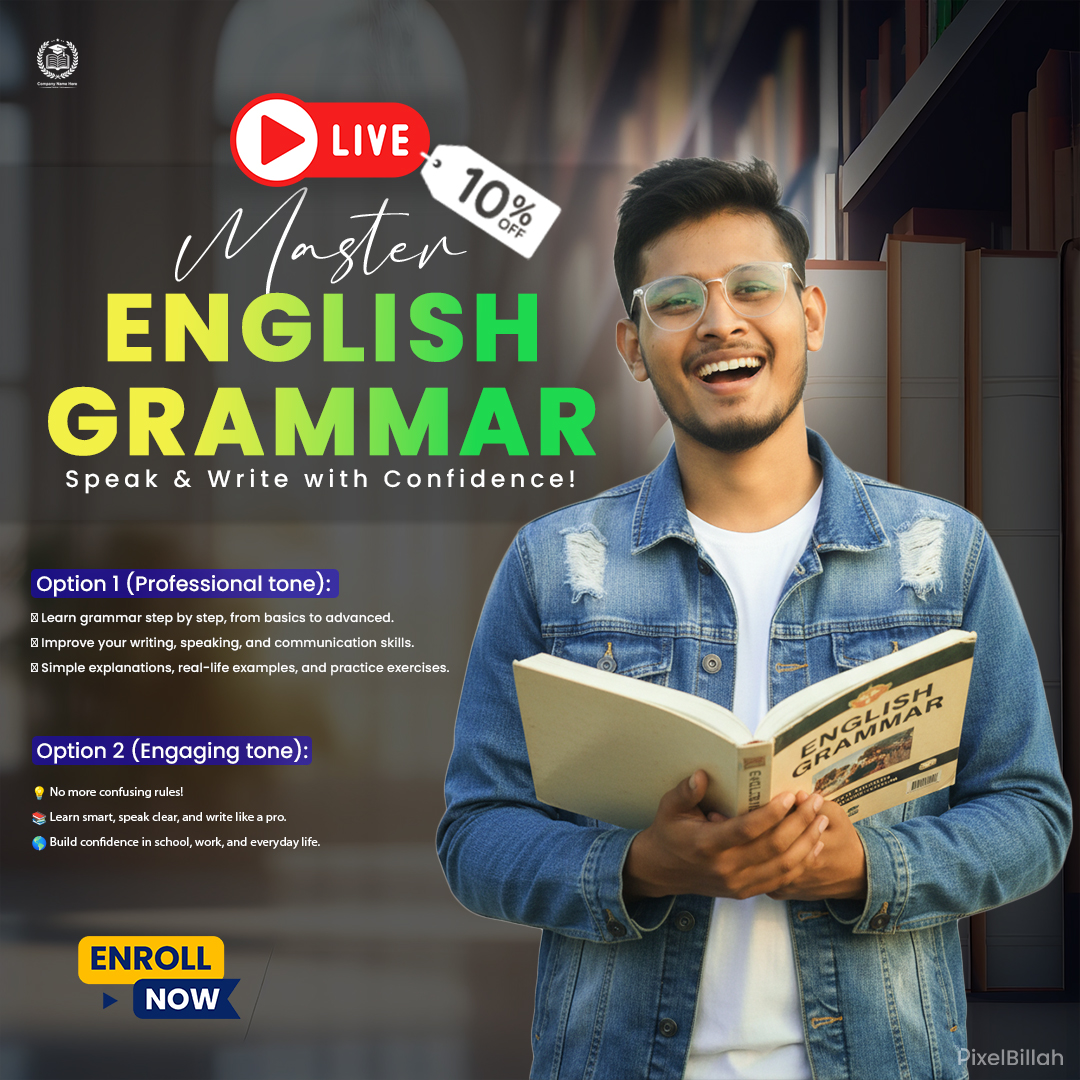 Company Name Here
LIVE
10%
OFF
Master
ENGLISH
GRAMMAR
Speak & Write with Confidence!
Option 1 (Professional tone):
Learn grammar step by step, from basics to advanced.
Improve your writing, speaking, and communication skills.
Simple explanations, real-life examples, and practice exercises.
ENGLISH
GRAMMAR
Option 2 (Engaging tone):
💡 No more confusing rules!
📚 Learn smart, speak clear, and write like a pro.
🌎 Build confidence in school, work, and everyday life.
ENROLL
NOW
PixelBillah